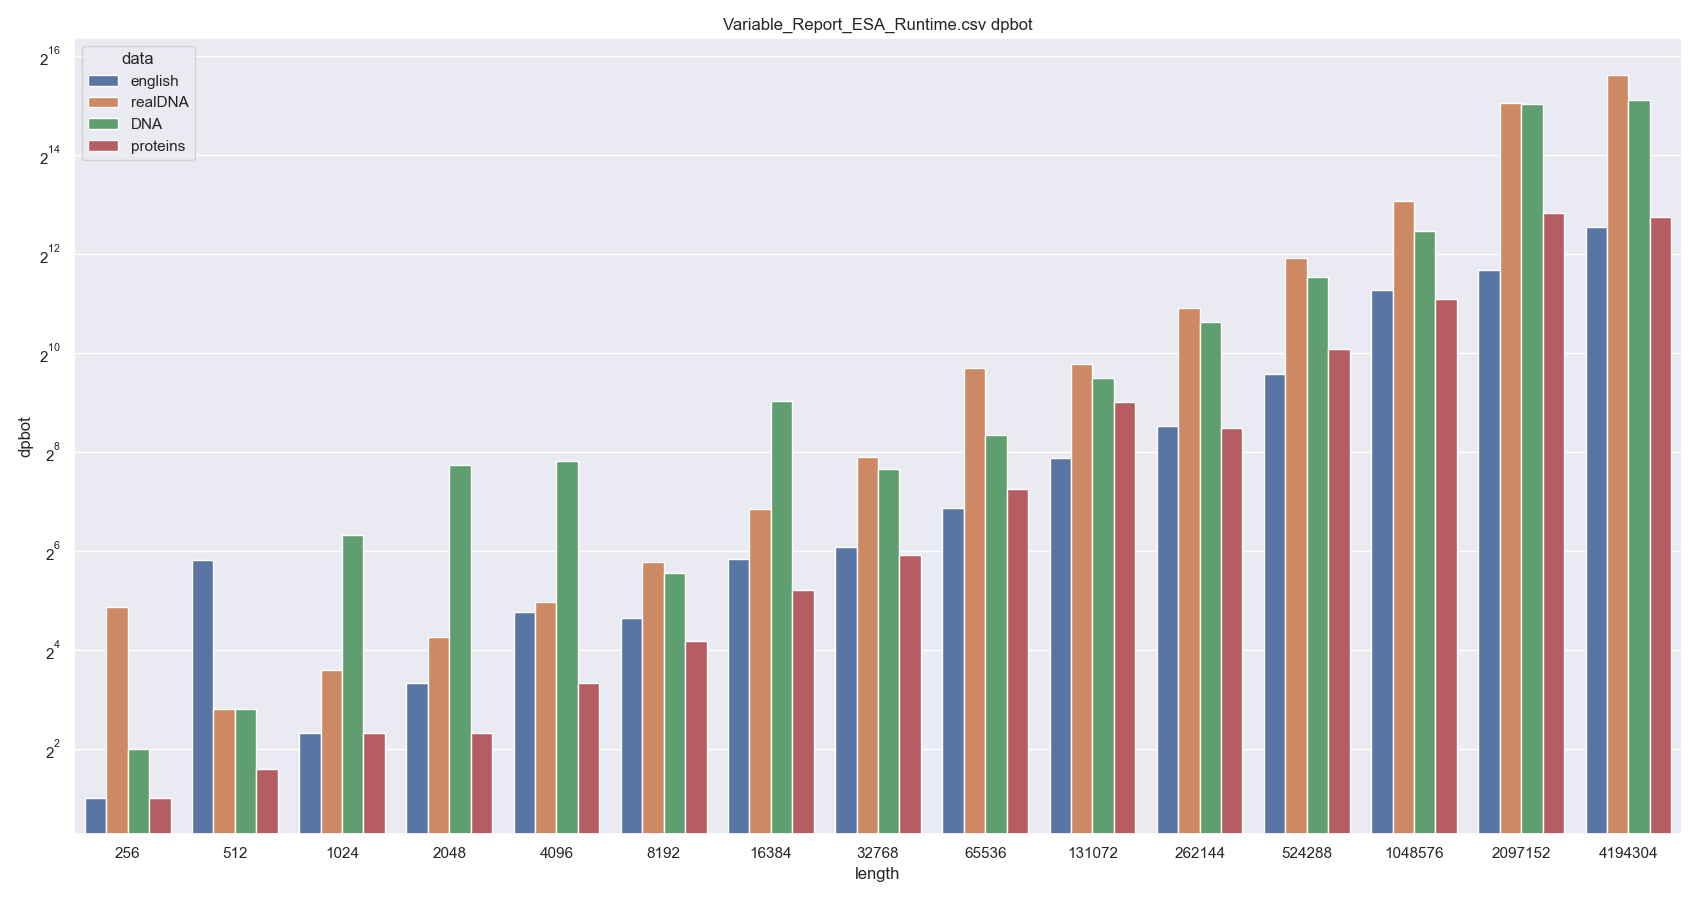 Variable_Report_ESA_Runtime.csv dpbot
data
english
realDNA
DNA
proteins
2^16
2^14
2^12
2^10
2^8
2^6
2^4
2^2
dpbot
256 512 1024 2048 4096 8192 16384 32768 65536 131072 262144 524288 1048576 2097152 4194304
length